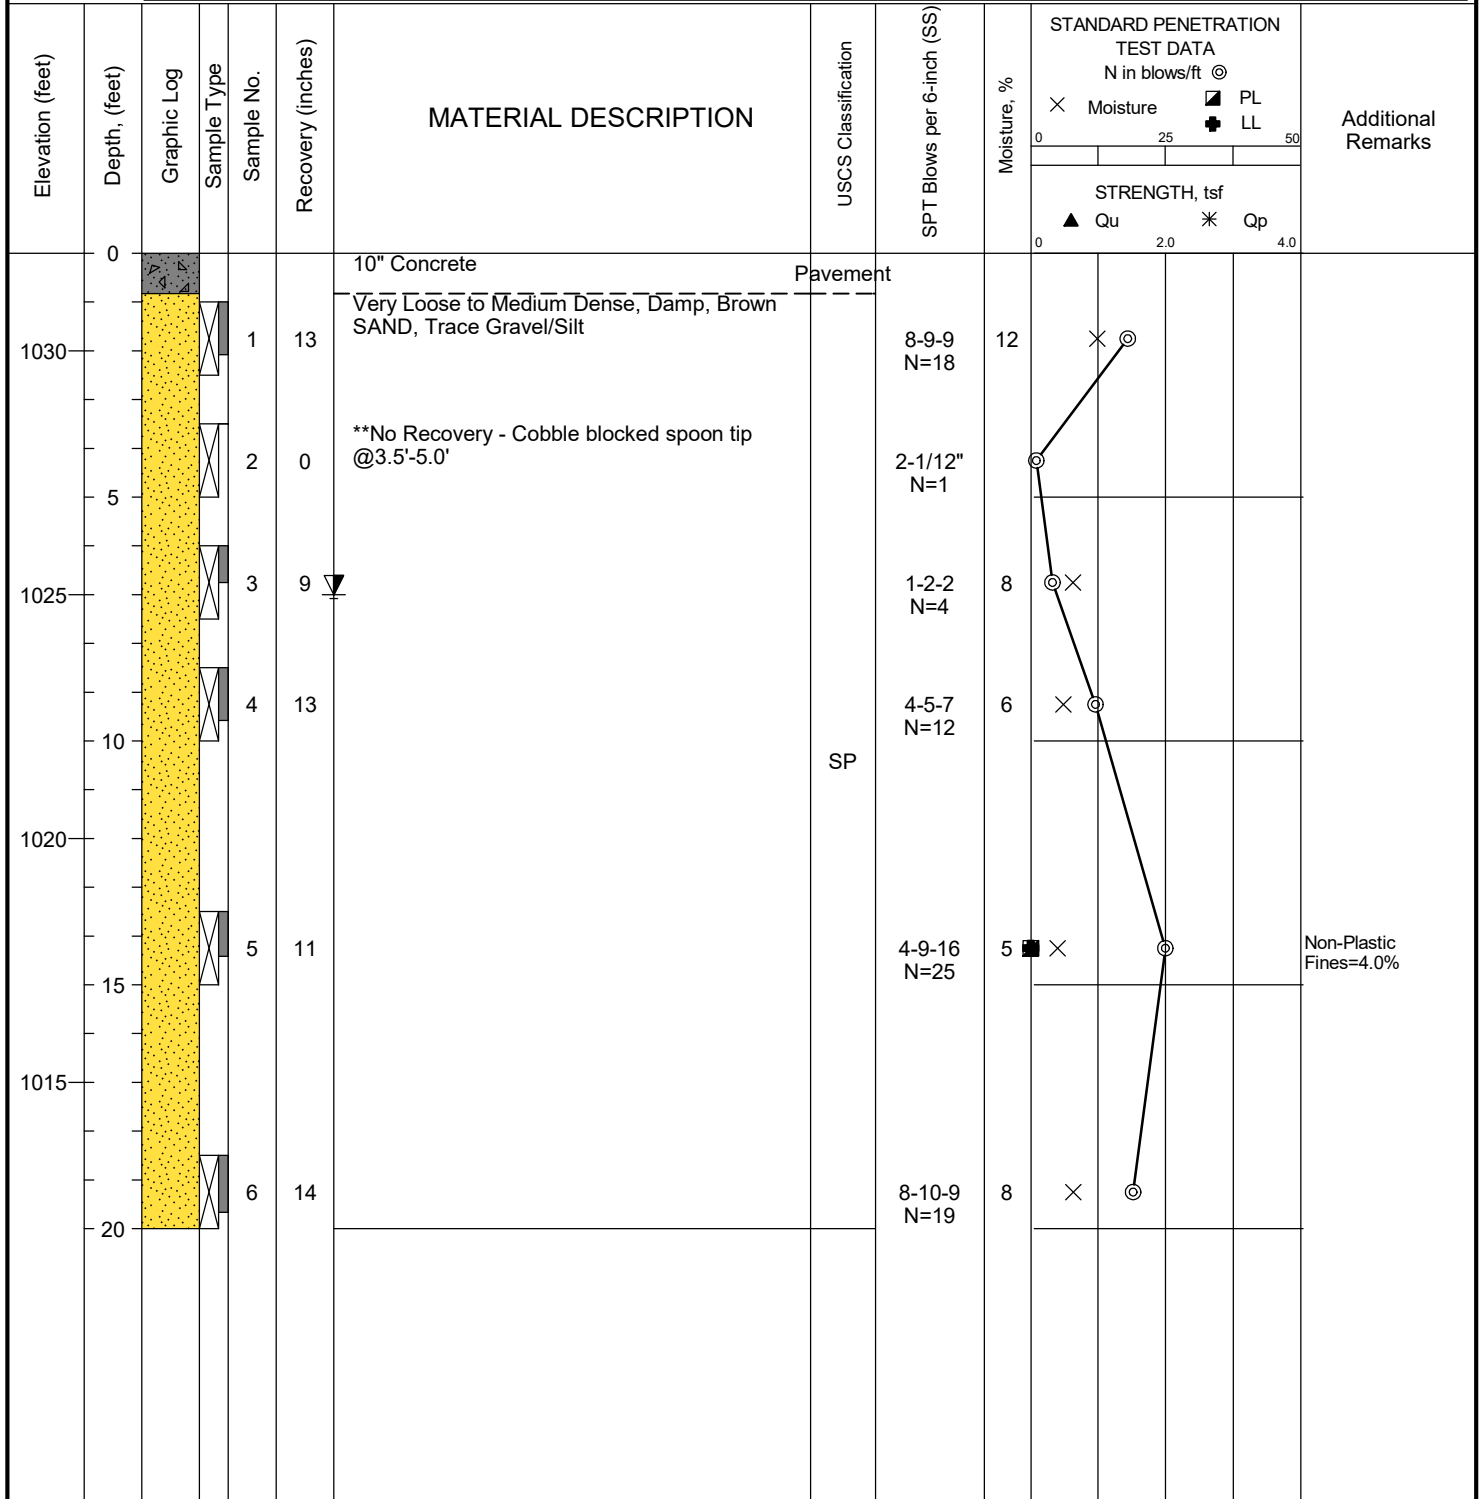 Elevation (feet)
Depth, (feet)
Graphic Log
Sample Type
Sample No.
Recovery (inches)
MATERIAL DESCRIPTION
USCS Classification
SPT Blows per 6-inch (SS)
Moisture, %
STANDARD PENETRATION
TEST DATA
N in blows/ft
Moisture
PL
LL
0 25 50
STRENGTH, tsf
Qu Qp
0 2.0 4.0
Additional
Remarks
0
10" Concrete
Pavement
Very Loose to Medium Dense, Damp, Brown
SAND, Trace Gravel/Silt
1030
1 13 8-9-9 12
N=18
**No Recovery - Cobble blocked spoon tip
@3.5'-5.0'
2 0 2-1/12"
N=1
5
3 9 1-2-2 8
N=4
1025
4 13 4-5-7 6
N=12
10
SP
1020
5 11 4-9-16 5
N=25
Non-Plastic
Fines=4.0%
15
1015
6 14 8-10-9 8
N=19
20